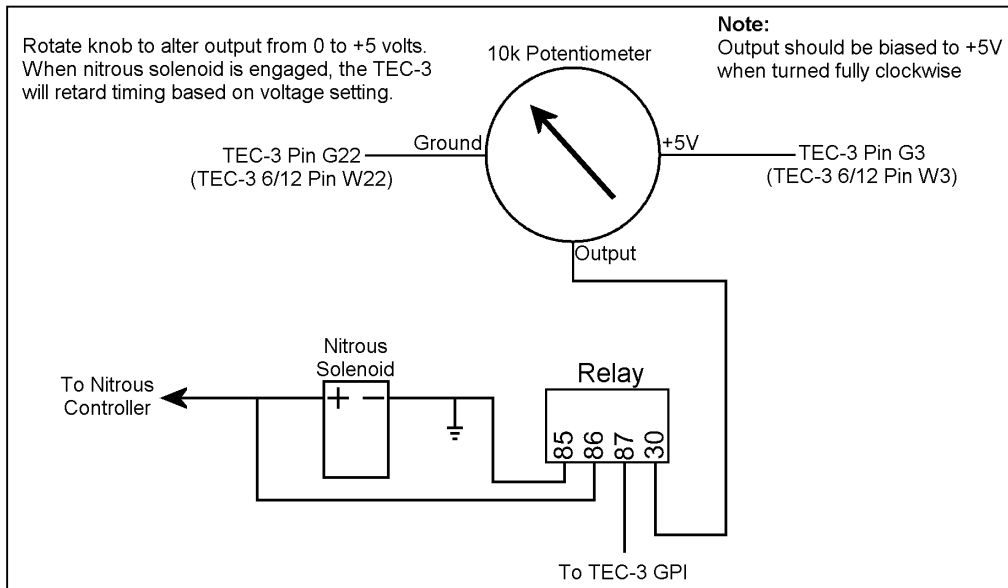 Rotate knob to alter output from 0 to +5 volts.
When nitrous solenoid is engaged, the TEC-3
will retard timing based on voltage setting.
10k Potentiometer
Note:
Output should be biased to +5V
when turned fully clockwise
TEC-3 Pin G22
(TEC-3 6/12 Pin W22)
Ground
+5V
TEC-3 Pin G3
(TEC-3 6/12 Pin W3)
Output
To Nitrous
Controller
Nitrous
Solenoid
+ −
Relay
85
86
87
30
To TEC-3 GPI